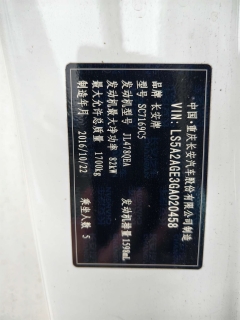 中国·重庆长安汽车股份有限公司制造
VIN: LS5A2AGE3GA020458
品牌 长安牌
型号 SC7169CS
发动机型号 JL478QEA 发动机排量 1598mL
发动机最大净功率 82kW
最大允许总质量 1700kg 乘坐人数 5
制造年月 2016/10/22